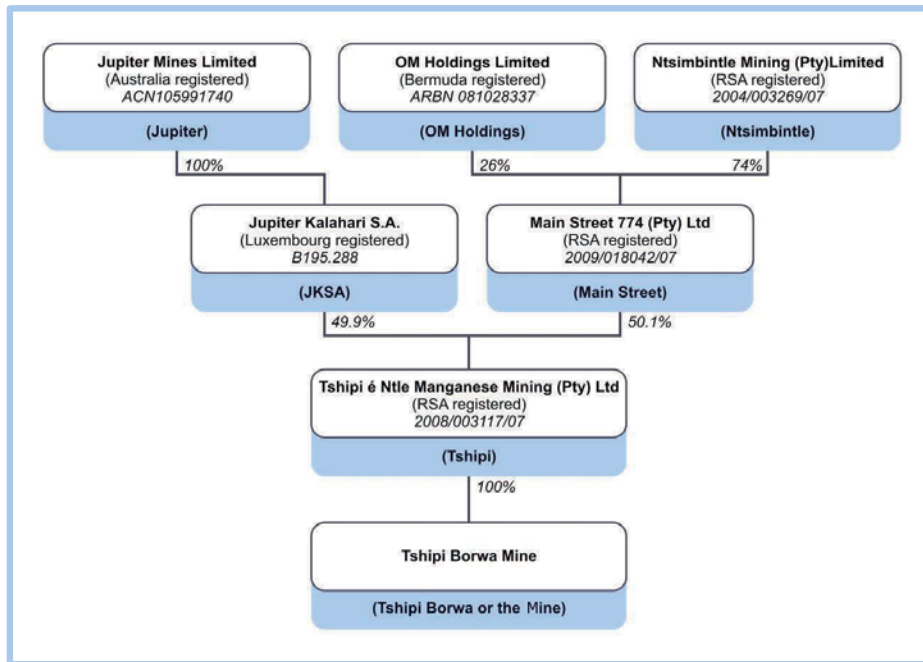 Jupiter Mines Limited
(Australia registered)
ACN105991740
(Jupiter)
OM Holdings Limited
(Bermuda registered)
ARBN 081028337
(OM Holdings)
Ntsimbintle Mining (Pty)Limited
(RSA registered)
2004/003269/07
(Ntsimbintle)
100%
26%
74%
Jupiter Kalahari S.A.
(Luxembourg registered)
B195.288
(JKSA)
Main Street 774 (Pty) Ltd
(RSA registered)
2009/018042/07
(Main Street)
49.9%
50.1%
Tshipi é Ntle Manganese Mining (Pty) Ltd
(RSA registered)
2008/003117/07
(Tshipi)
100%
Tshipi Borwa Mine
(Tshipi Borwa or the Mine)